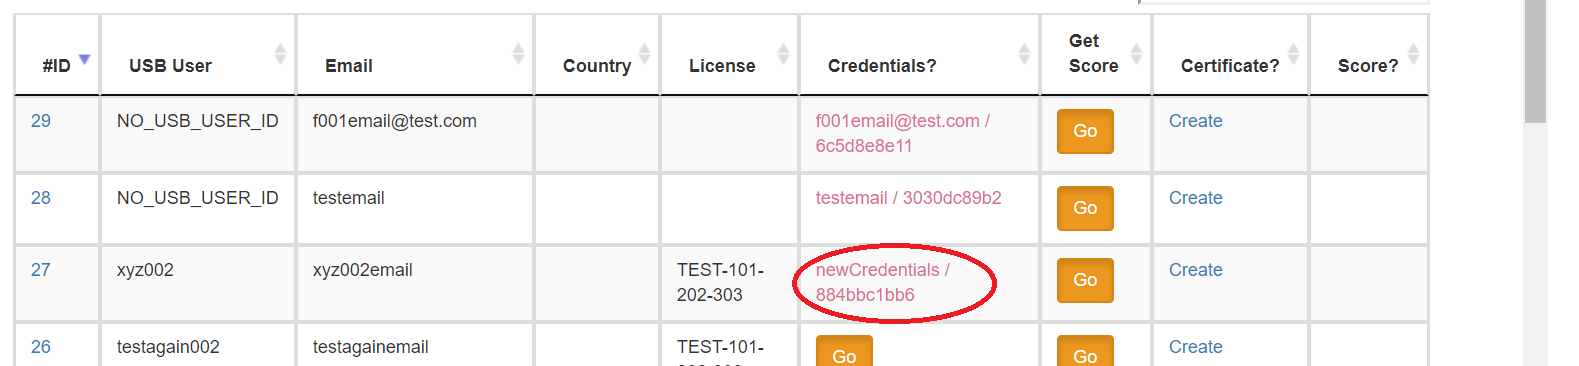 #ID USB User Email Country License Credentials? Get Score Certificate? Score?
29 NO_USB_USER_ID f001email@test.com f001email@test.com / Go Create
6c5d8e8e11
28 NO_USB_USER_ID testemail testemail / 3030dc89b2 Go Create
27 xyz002 xyz002email TEST-101- newCredentials / Go Create
202-303 884bbc1bb6
26 testagain002 testagainemail TEST-101- Go Go Create